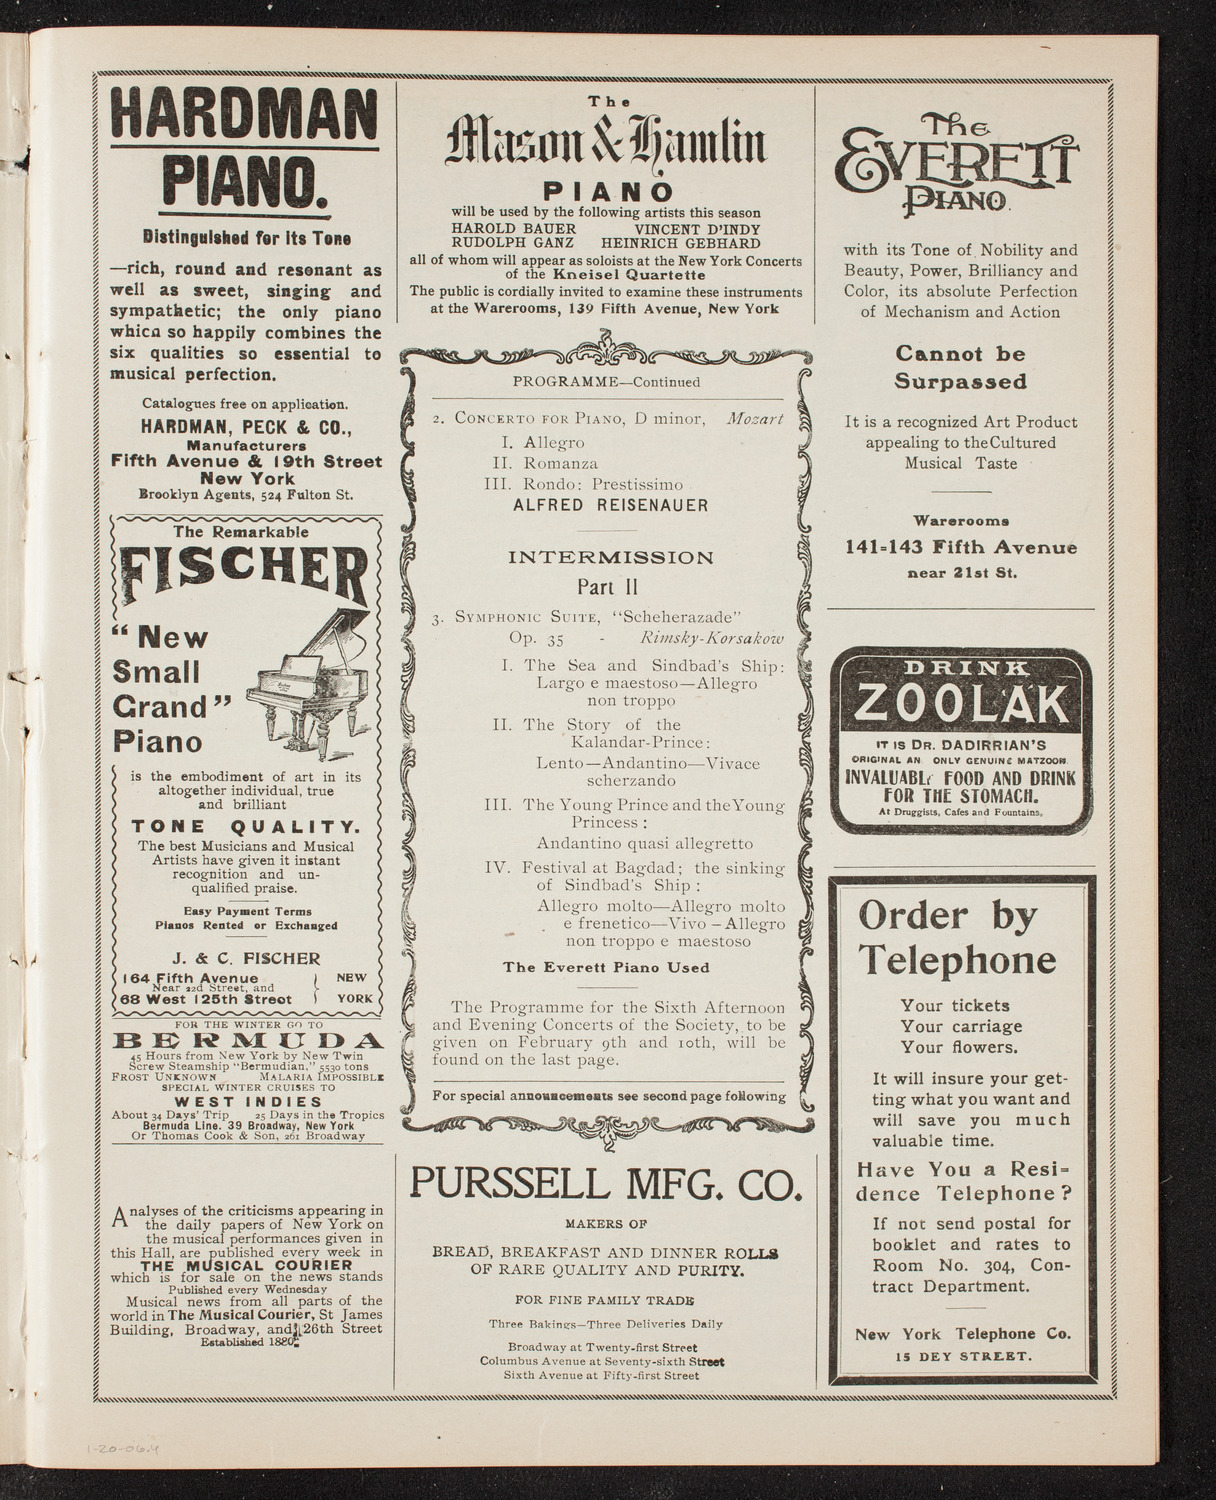 HARDMAN
PIANO.
Distinguished for its Tone
—rich, round and resonant as
well as sweet, singing and
sympathetic; the only piano
which so happily combines the
six qualities so essential to
musical perfection.
Catalogues free on application.
HARDMAN, PECK & CO.,
Manufacturers
Fifth Avenue & 19th Street
New York
Brooklyn Agents, 524 Fulton St.
The Remarkable
FISCHER
"New
Small
Grand"
Piano
is the embodiment of art in its
altogether individual, true
and brilliant
TONE QUALITY.
The best Musicians and Musical
Artists have given it instant
recognition and un-
qualified praise.
Easy Payment Terms
Pianos Rented or Exchanged
J. & C. FISCHER
164 Fifth Avenue
Near 22d Street, and
68 West 125th Street
NEW
YORK
FOR THE WINTER GO TO
BERMUDA
45 Hours from New York by New Twin
Screw Steamship "Bermudian," 5530 tons
FROST UNKNOWN MALARIA IMPOSSIBLE
SPECIAL WINTER CRUISES TO
WEST INDIES
About 34 Days' Trip 25 Days in the Tropics
Bermuda Line. 39 Broadway, New York
Or Thomas Cook & Son, 261 Broadway
Analyses of the criticisms appearing in
the daily papers of New York on
the musical performances given in
this Hall, are published every week in
THE MUSICAL COURIER
which is for sale on the news stands
Published every Wednesday
Musical news from all parts of the
world in The Musical Courier, St James
Building, Broadway, and 26th Street
Established 1880
The
Mason & Hamlin
PIANO
will be used by the following artists this season
HAROLD BAUER VINCENT D'INDY
RUDOLPH GANZ HEINRICH GEBHARD
all of whom will appear as soloists at the New York Concerts
of the Kneisel Quartette
The public is cordially invited to examine these instruments
at the Warerooms, 139 Fifth Avenue, New York
PROGRAMME—Continued
2. CONCERTO FOR PIANO, D minor, Mozart
I. Allegro
II. Romanza
III. Rondo: Prestissimo
ALFRED REISENAUER
INTERMISSION
Part II
3. SYMPHONIC SUITE, "Scheherazade"
Op. 35 - Rimsky-Korsakow
I. The Sea and Sindbad's Ship:
Largo e maestoso—Allegro
non troppo
II. The Story of the
Kalandar-Prince:
Lento—Andantino—Vivace
scherzando
III. The Young Prince and the Young
Princess:
Andantino quasi allegretto
IV. Festival at Bagdad; the sinking
of Sindbad's Ship:
Allegro molto—Allegro molto
e frenetico—Vivo—Allegro
non troppo e maestoso
The Everett Piano Used
The Programme for the Sixth Afternoon
and Evening Concerts of the Society, to be
given on February 9th and 10th, will be
found on the last page.
For special announcements see second page following
PURSSELL MFG. CO.
MAKERS OF
BREAD, BREAKFAST AND DINNER ROLLS
OF RARE QUALITY AND PURITY.
FOR FINE FAMILY TRADE
Three Bakings—Three Deliveries Daily
Broadway at Twenty-first Street
Columbus Avenue at Seventy-sixth Street
Sixth Avenue at Fifty-first Street
The
EVERETT
PIANO.
with its Tone of Nobility and
Beauty, Power, Brilliancy and
Color, its absolute Perfection
of Mechanism and Action
Cannot be
Surpassed
It is a recognized Art Product
appealing to the Cultured
Musical Taste
Warerooms
141-143 Fifth Avenue
near 21st St.
DRINK
ZOOLAK
IT IS DR. DADIRRIAN'S
ORIGINAL AN ONLY GENUINE MATZOON.
INVALUABLE FOOD AND DRINK
FOR THE STOMACH.
At Druggists, Cafes and Fountains.
Order by
Telephone
Your tickets
Your carriage
Your flowers.
It will insure your get-
ting what you want and
will save you much
valuable time.
Have You a Resi-
dence Telephone?
If not send postal for
booklet and rates to
Room No. 304, Con-
tract Department.
New York Telephone Co.
15 DEY STREET.
1-20-06.4